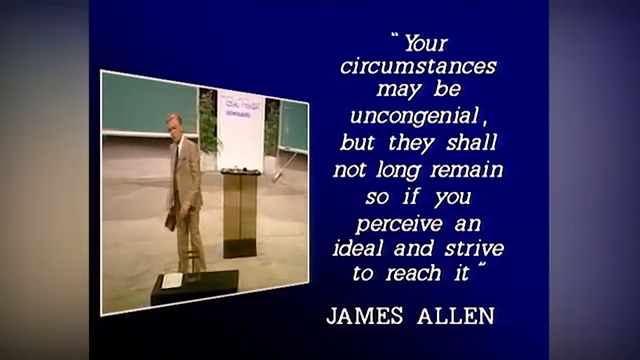 “Your
circumstances
may be
uncongenial,
but they shall
not long remain
so if you
perceive an
ideal and strive
to reach it”
JAMES ALLEN